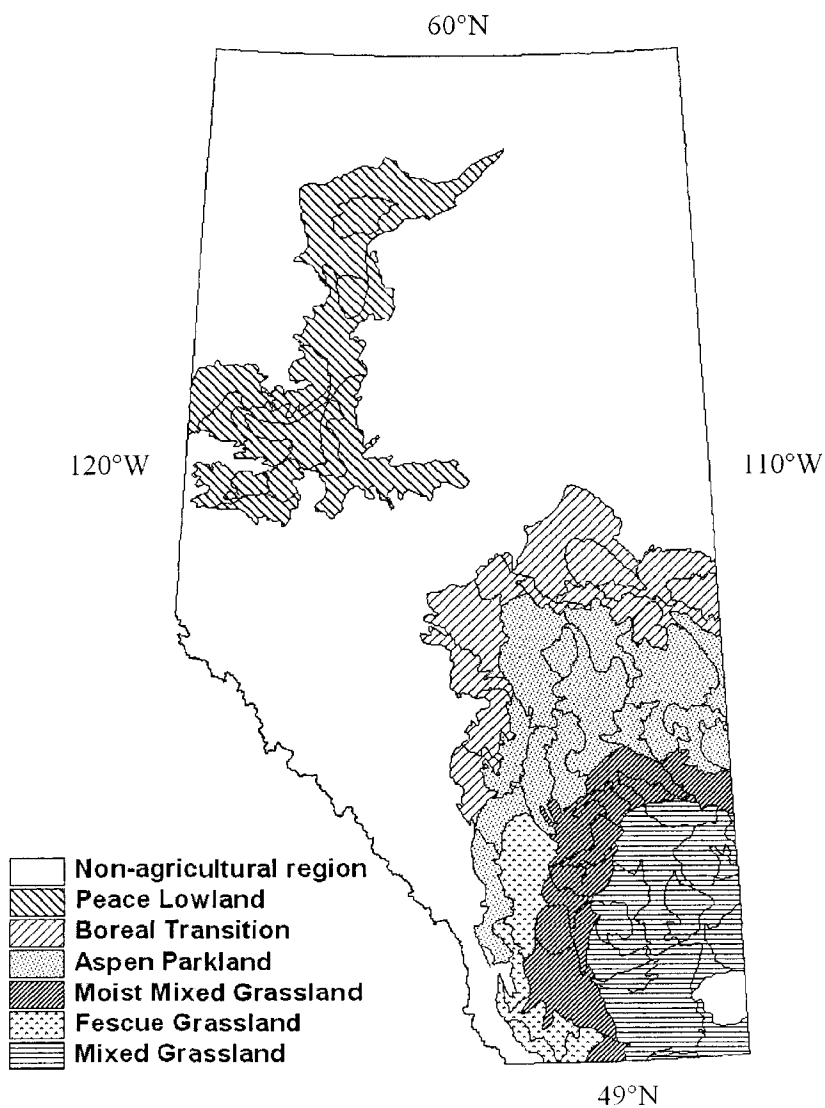 60°N
120°W
110°W
Non-agricultural region
Peace Lowland
Boreal Transition
Aspen Parkland
Moist Mixed Grassland
Fescue Grassland
Mixed Grassland
49°N